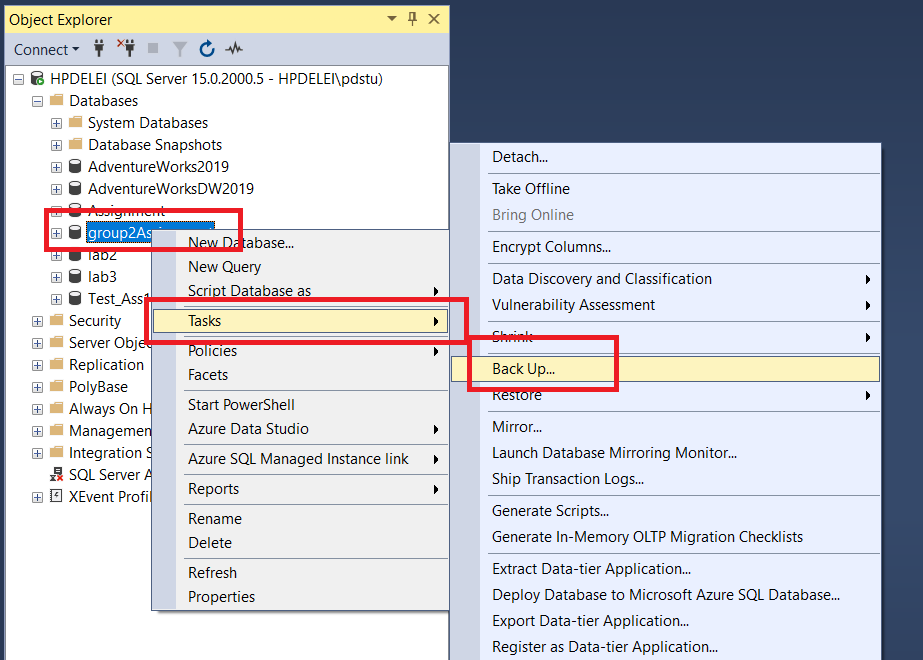 Object Explorer
Connect
HPDELEI (SQL Server 15.0.2000.5 - HPDELEI\pdstu)
Databases
System Databases
Database Snapshots
AdventureWorks2019
AdventureWorksDW2019
Assignment
group2As
lab2
lab3
Test_Ass1
Security
Server Objec
Replication
PolyBase
Always On H
Managemen
Integration S
SQL Server A
XEvent Profil
New Database...
New Query
Script Database as
Tasks
Policies
Facets
Start PowerShell
Azure Data Studio
Azure SQL Managed Instance link
Reports
Rename
Delete
Refresh
Properties
Detach...
Take Offline
Bring Online
Encrypt Columns...
Data Discovery and Classification
Vulnerability Assessment
Shrink
Back Up...
Restore
Mirror...
Launch Database Mirroring Monitor...
Ship Transaction Logs...
Generate Scripts...
Generate In-Memory OLTP Migration Checklists
Extract Data-tier Application...
Deploy Database to Microsoft Azure SQL Database...
Export Data-tier Application...
Register as Data-tier Application...